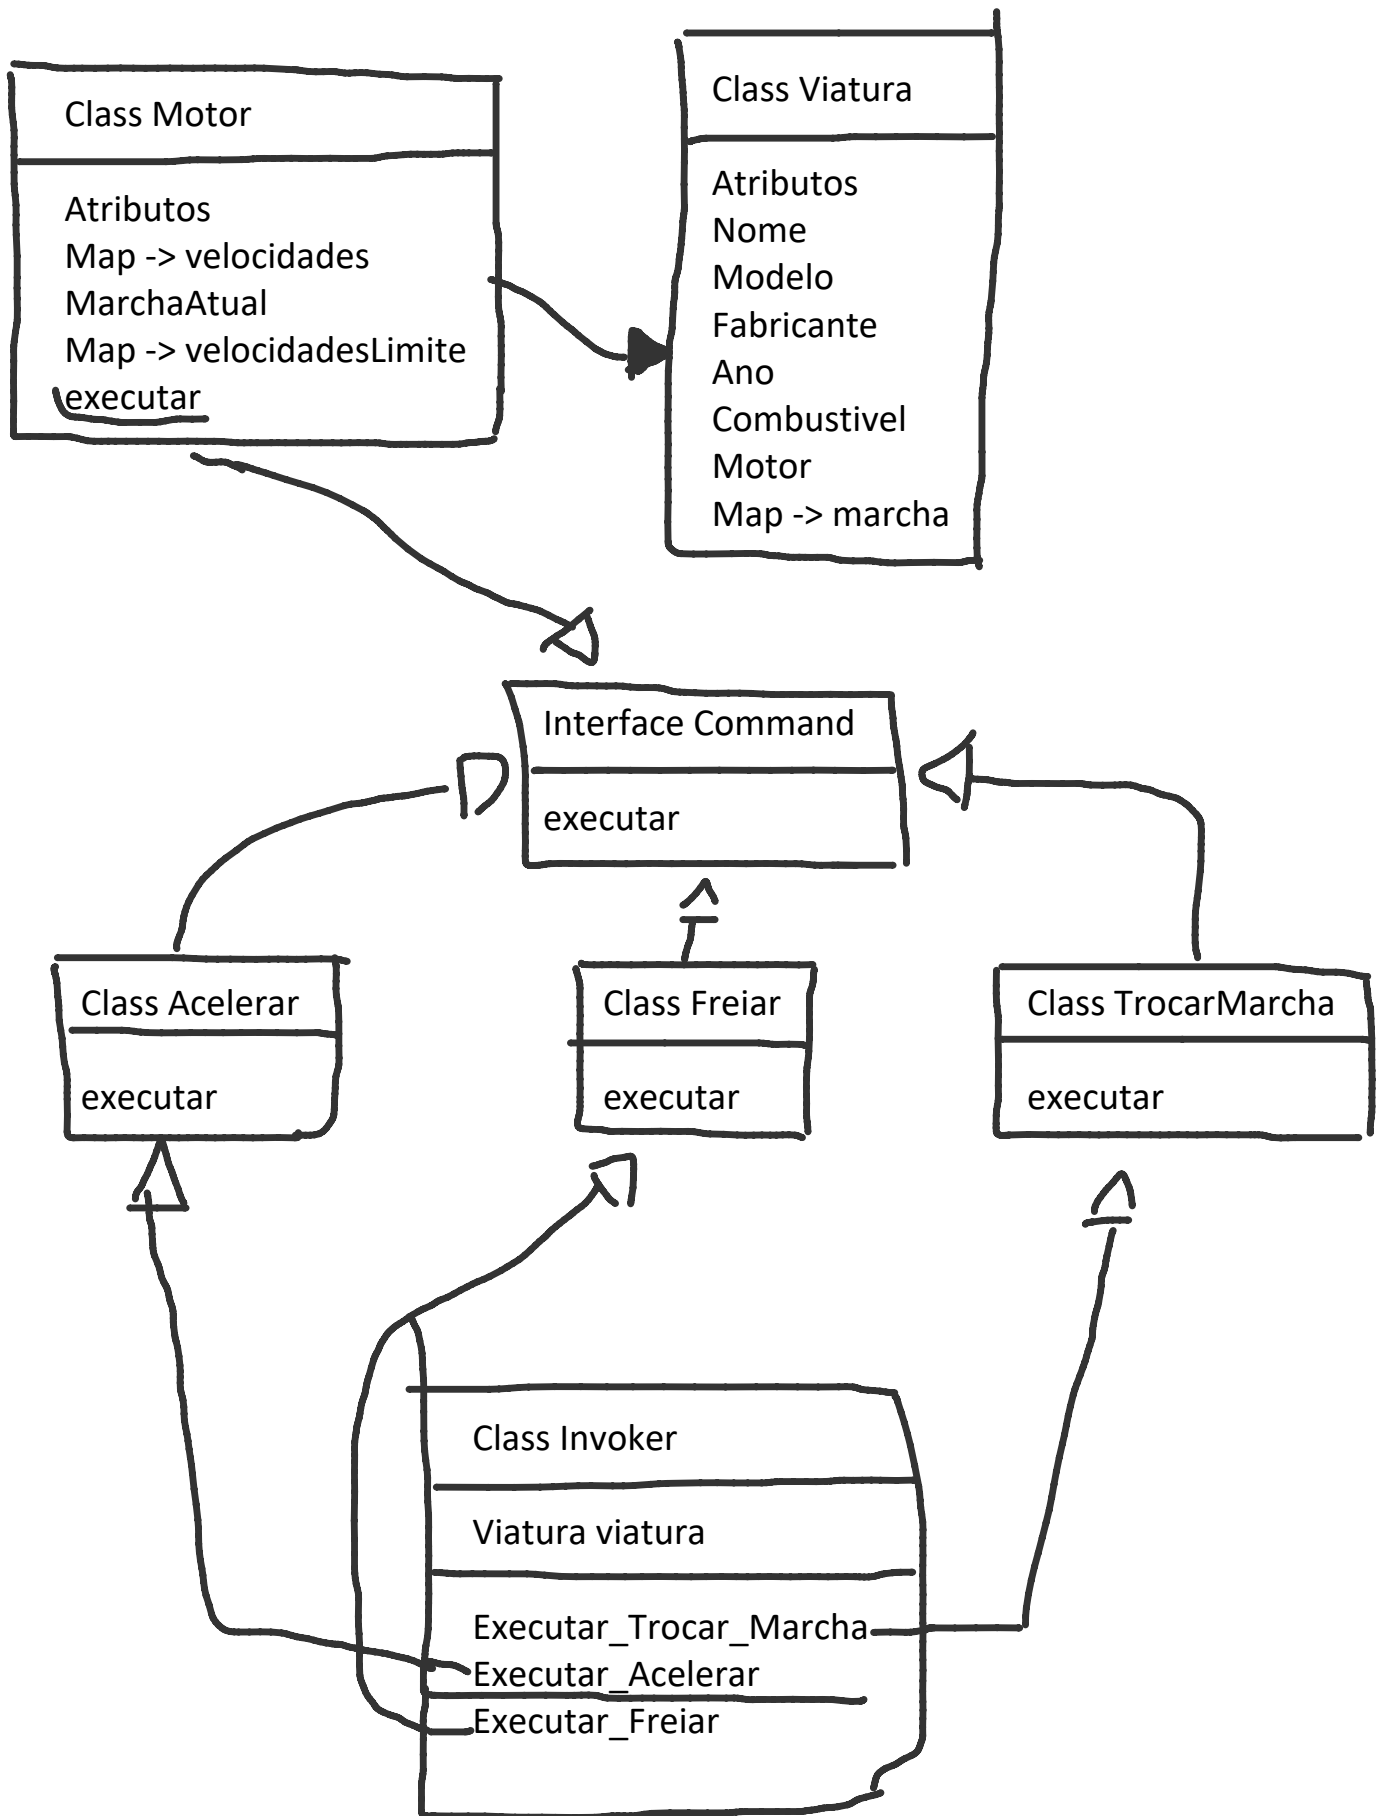 Class Motor
Atributos
Map -> velocidades
MarchaAtual
Map -> velocidadesLimite
executar
Class Viatura
Atributos
Nome
Modelo
Fabricante
Ano
Combustivel
Motor
Map -> marcha
Interface Command
executar
Class Acelerar
executar
Class Freiar
executar
Class TrocarMarcha
executar
Class Invoker
Viatura viatura
Executar_Trocar_Marcha
Executar_Acelerar
Executar_Freiar